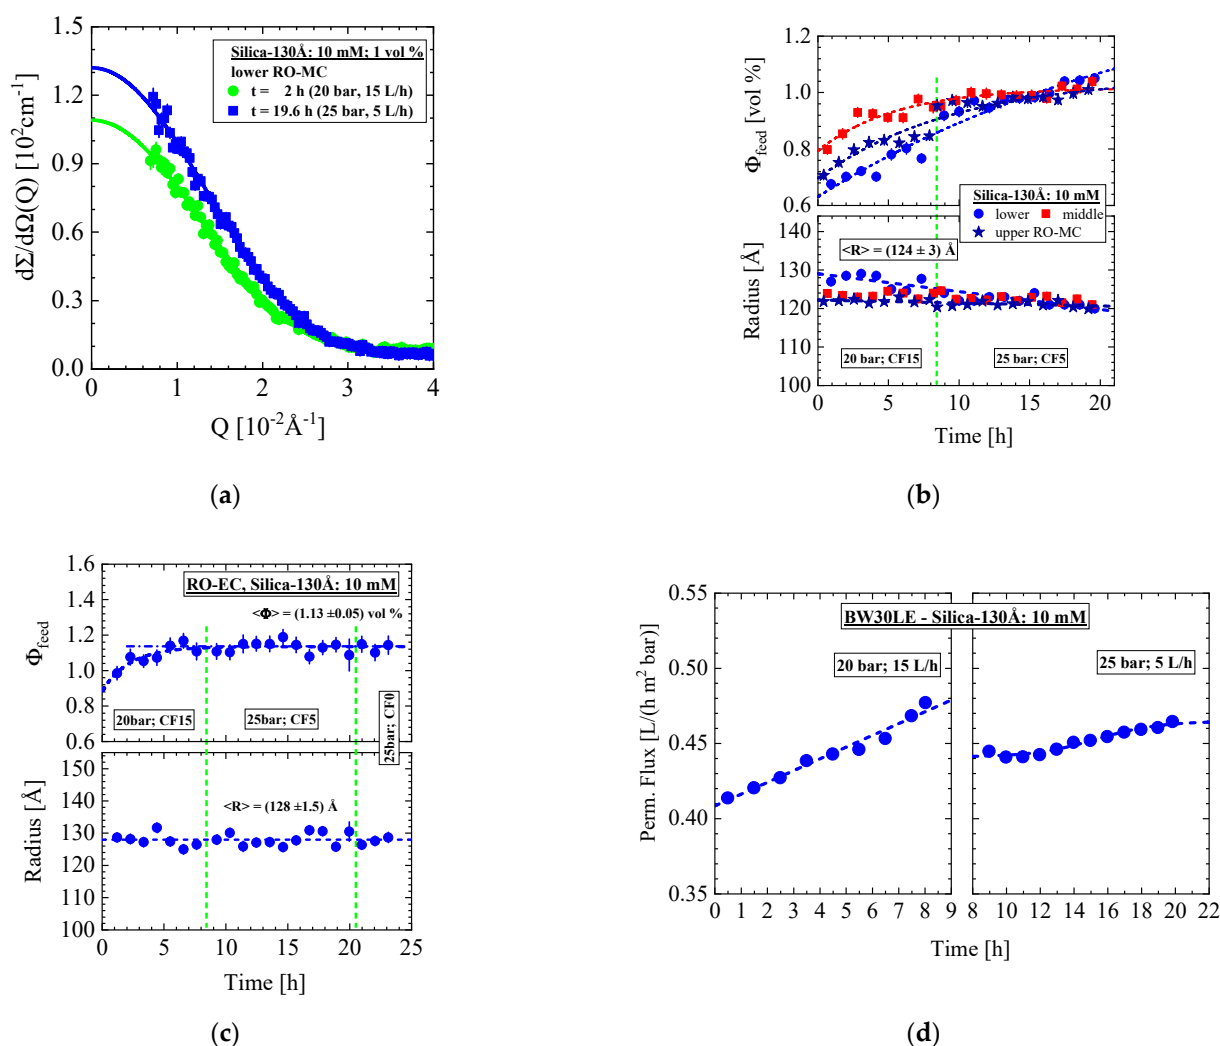 1.5
1.2
0.9
0.6
0.3
0.0
dΣ/dΩ(Q) [10²cm⁻¹]
Silica-130Å: 10 mM; 1 vol %
lower RO-MC
t = 2 h (20 bar, 15 L/h)
t = 19.6 h (25 bar, 5 L/h)
0 1 2 3 4
Q [10⁻²Å⁻¹]
(a)
1.2
1.0
0.8
0.6
Φfeed [vol %]
Silica-130Å: 10 mM
lower middle
upper RO-MC
150
140
130
120
110
100
Radius [Å]
<R> = (124 ± 3) Å
20 bar; CF15
25 bar; CF5
0 5 10 15 20
Time [h]
(b)
1.6
1.4
1.2
1.0
0.8
0.6
Φfeed
RO-EC, Silica-130Å: 10 mM
<Φ> = (1.13 ±0.05) vol %
20bar; CF15
25bar; CF5
25bar; CF0
150
140
130
120
110
100
Radius [Å]
<R> = (128 ±1.5) Å
0 5 10 15 20 25
Time [h]
(c)
0.55
0.50
0.45
0.40
0.35
Perm. Flux [L/(h m² bar)]
BW30LE - Silica-130Å: 10 mM
20 bar; 15 L/h
25 bar; 5 L/h
0 1 2 3 4 5 6 7 8 9 8 10 12 14 16 18 20 22
Time [h]
(d)